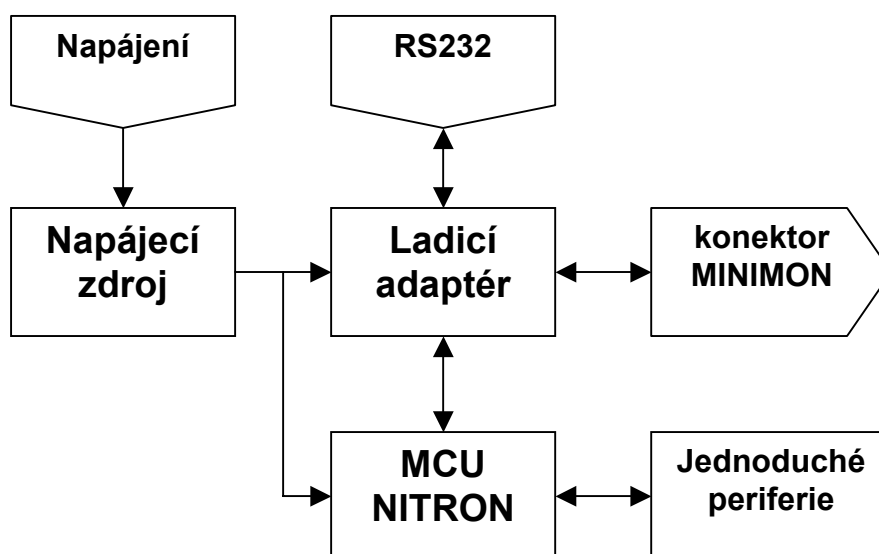 Napájení
RS232
Napájecí
zdroj
Ladicí
adaptér
konektor
MINIMON
MCU
NITRON
Jednoduché
periferie